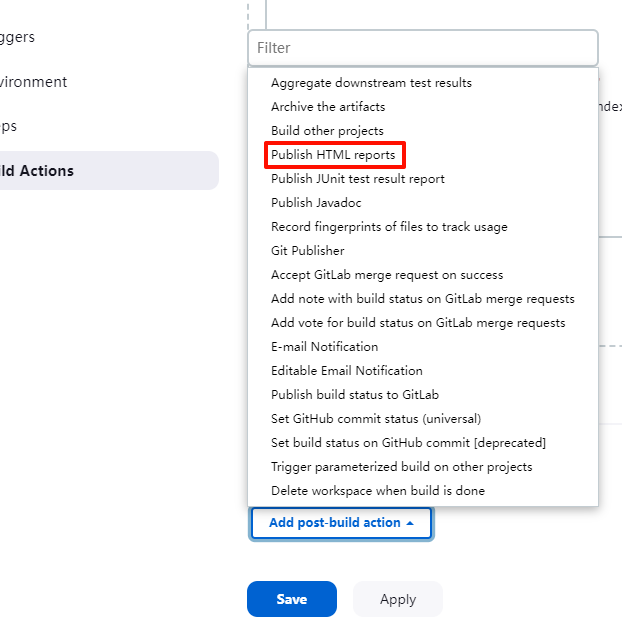 ggers
vironment
ps
ld Actions
Filter
Aggregate downstream test results
Archive the artifacts
ndex
Build other projects
Publish HTML reports
Publish JUnit test result report
Publish Javadoc
Record fingerprints of files to track usage
Git Publisher
Accept GitLab merge request on success
Add note with build status on GitLab merge requests
Add vote for build status on GitLab merge requests
E-mail Notification
Editable Email Notification
Publish build status to GitLab
Set GitHub commit status (universal)
Set build status on GitHub commit [deprecated]
Trigger parameterized build on other projects
Delete workspace when build is done
Add post-build action
Save
Apply